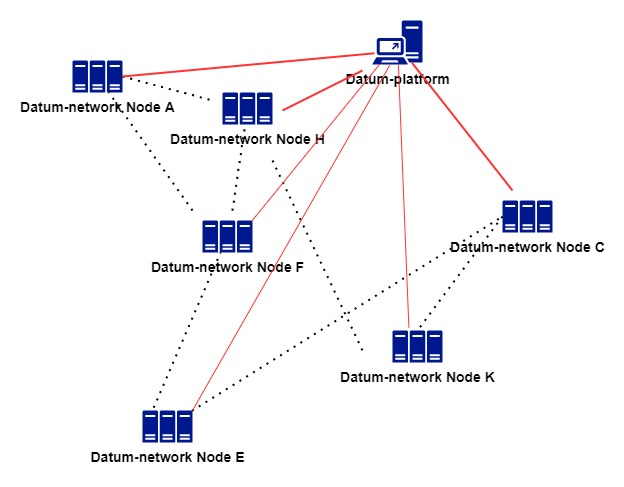 Datum-platform
Datum-network Node A
Datum-network Node H
Datum-network Node C
Datum-network Node F
Datum-network Node K
Datum-network Node E